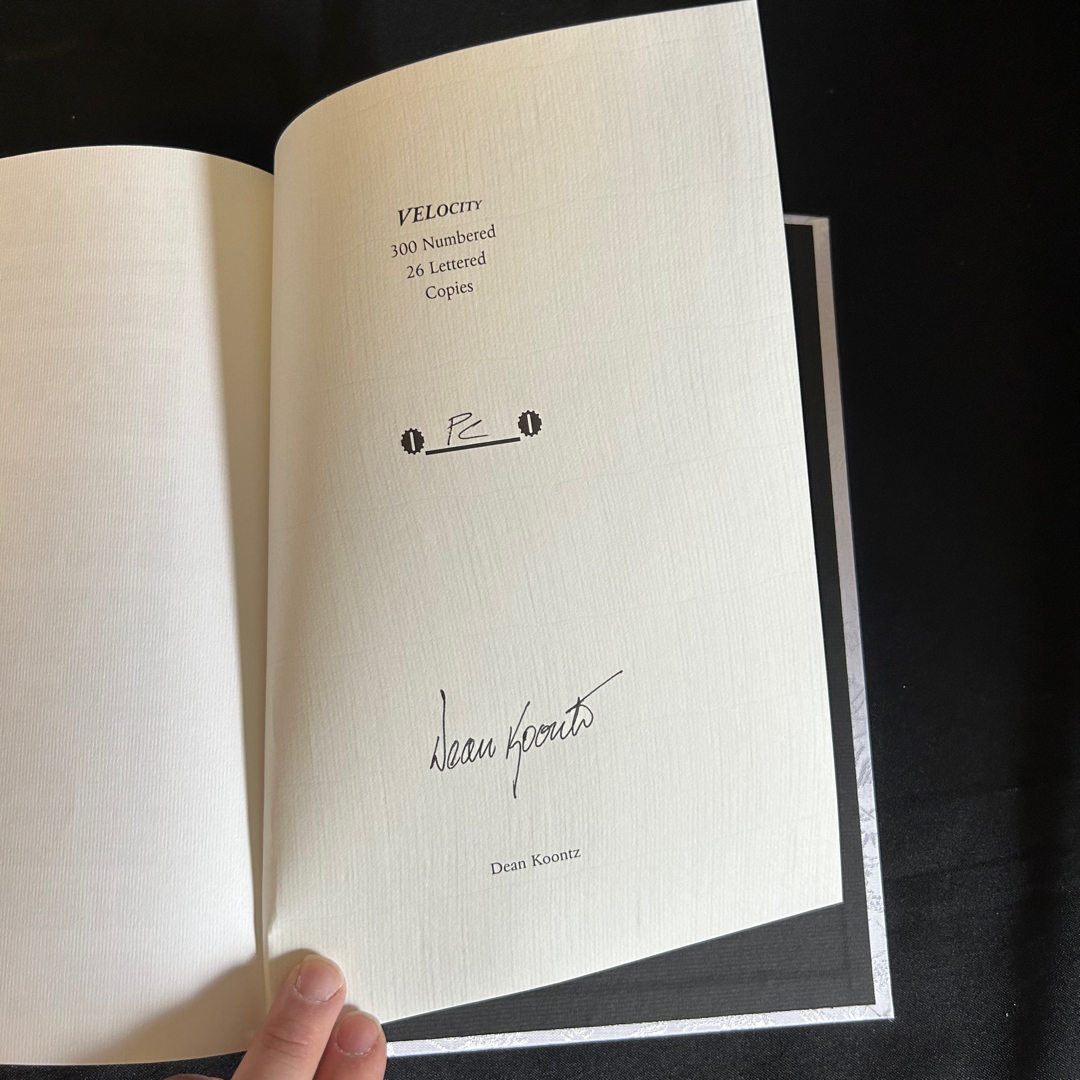 VELOCITY
300 Numbered
26 Lettered
Copies
PC
Dean Koontz
Dean Koontz